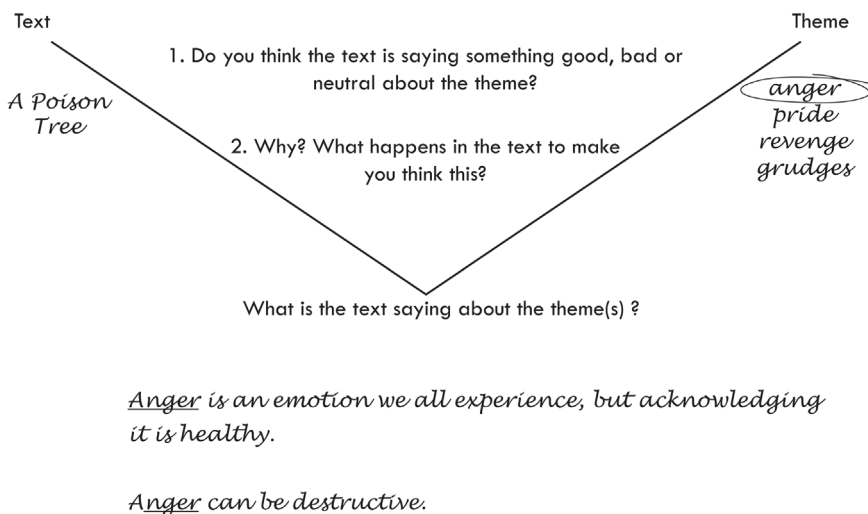 Text
Theme
1. Do you think the text is saying something good, bad or
neutral about the theme?
A Poison
Tree
anger
pride
revenge
grudges
2. Why? What happens in the text to make
you think this?
What is the text saying about the theme(s) ?
Anger is an emotion we all experience, but acknowledging
it is healthy.
Anger can be destructive.